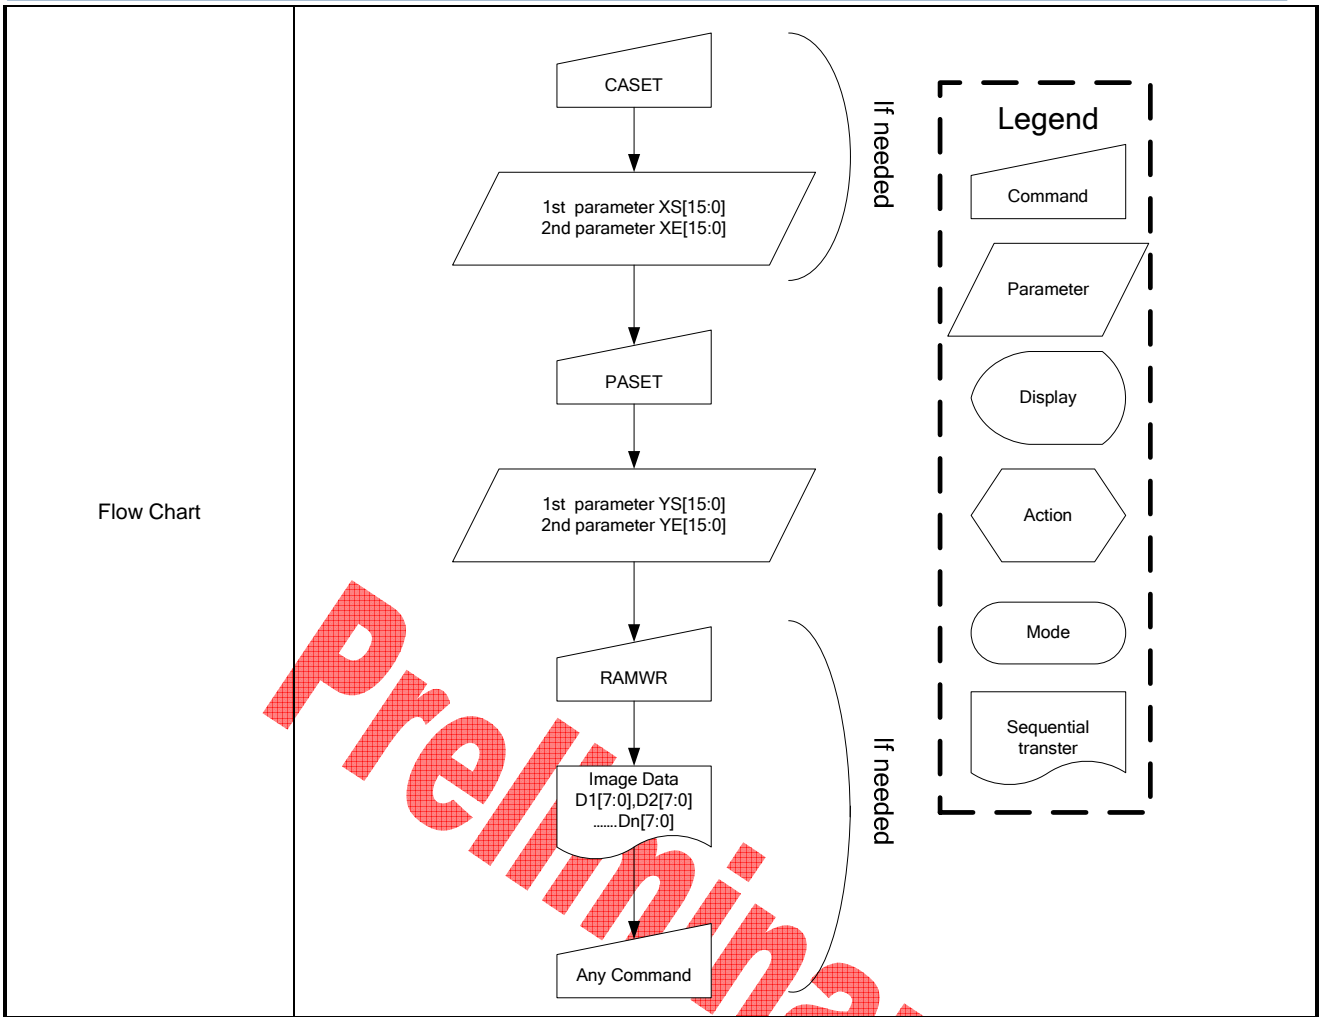 Flow Chart
CASET
1st parameter XS[15:0]
2nd parameter XE[15:0]
If needed
PASET
1st parameter YS[15:0]
2nd parameter YE[15:0]
RAMWR
Image Data
D1[7:0],D2[7:0]
.......Dn[7:0]
Any Command
If needed
Legend
Command
Parameter
Display
Action
Mode
Sequential
transter